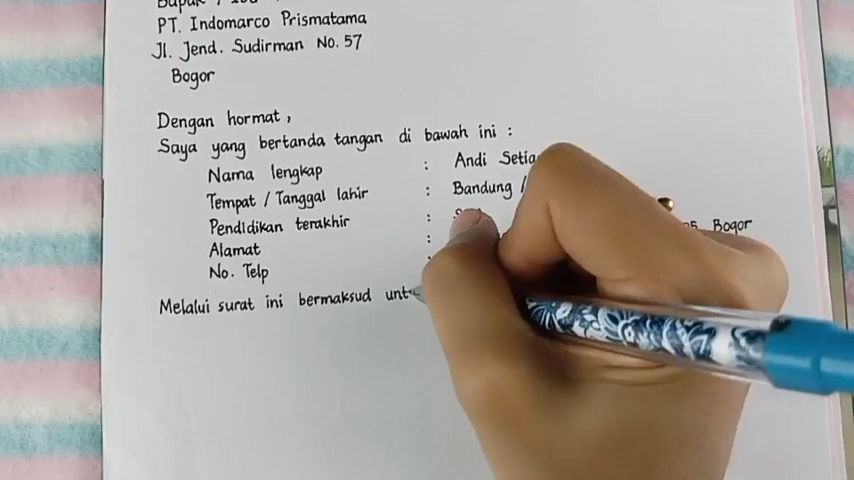 PT. Indomarco Prismatama
Jl. Jend. Sudirman No. 57
Bogor
Dengan hormat,
Saya yang bertanda tangan di bawah ini :
Nama lengkap : Andi
Tempat / Tanggal lahir : Bandung /
Pendidikan terakhir :
Alamat : Bogor
No. Telp
Melalui surat ini bermaksud unt